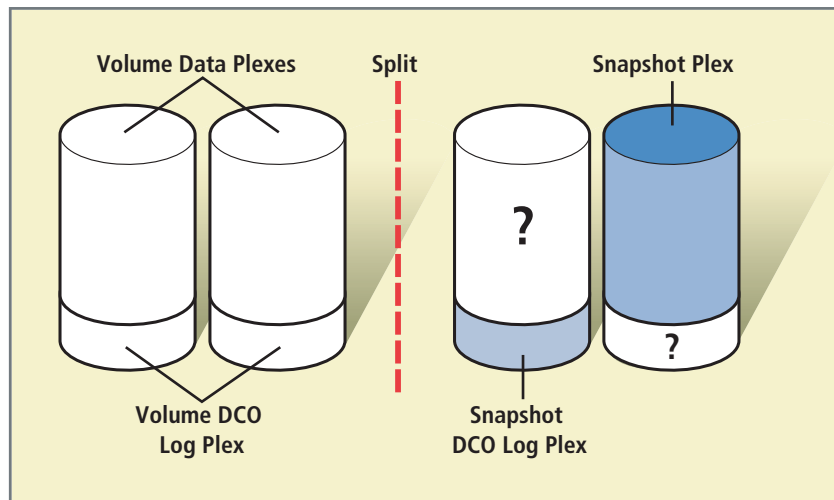 Volume Data Plexes
Split
Snapshot Plex
?
?
Volume DCO
Log Plex
Snapshot
DCO Log Plex